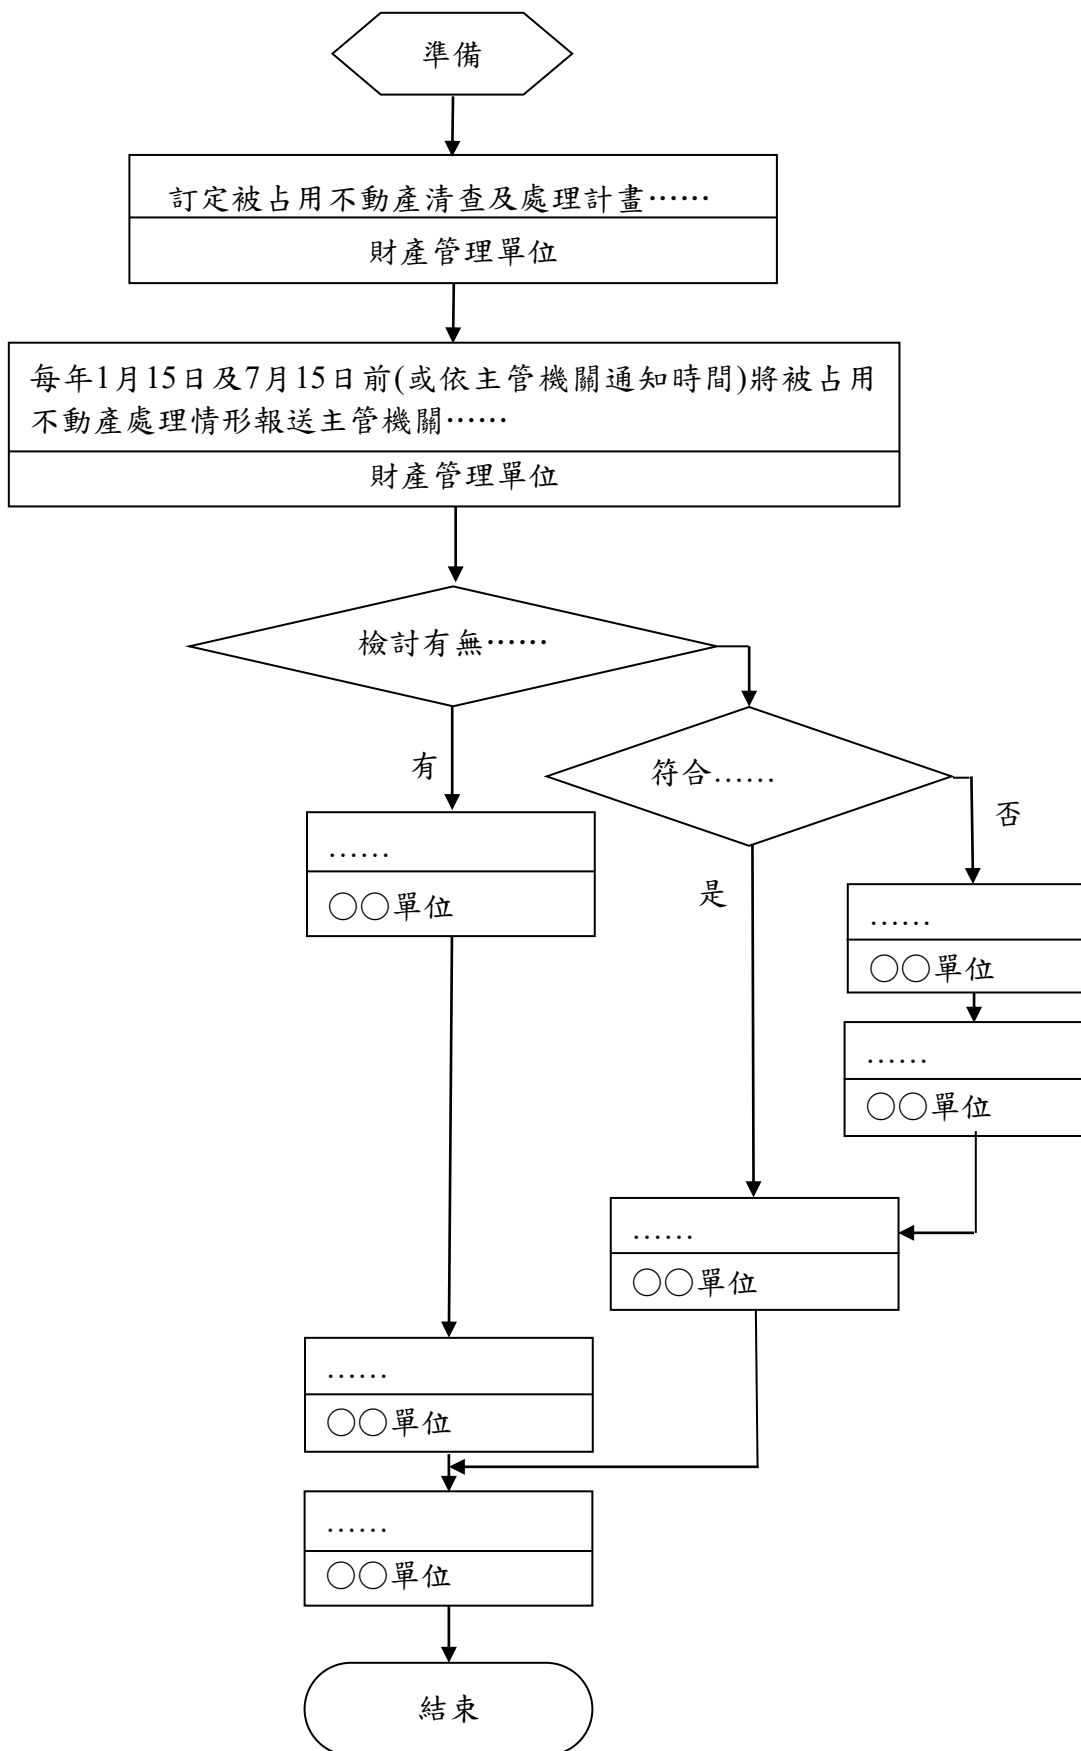 準備
訂定被占用不動產清查及處理計畫……
財產管理單位
每年1月15日及7月15日前(或依主管機關通知時間)將被占用
不動產處理情形報送主管機關……
財產管理單位
檢討有無……
有
符合……
否
是
……
○○單位
……
○○單位
……
○○單位
……
○○單位
……
○○單位
……
○○單位
結束